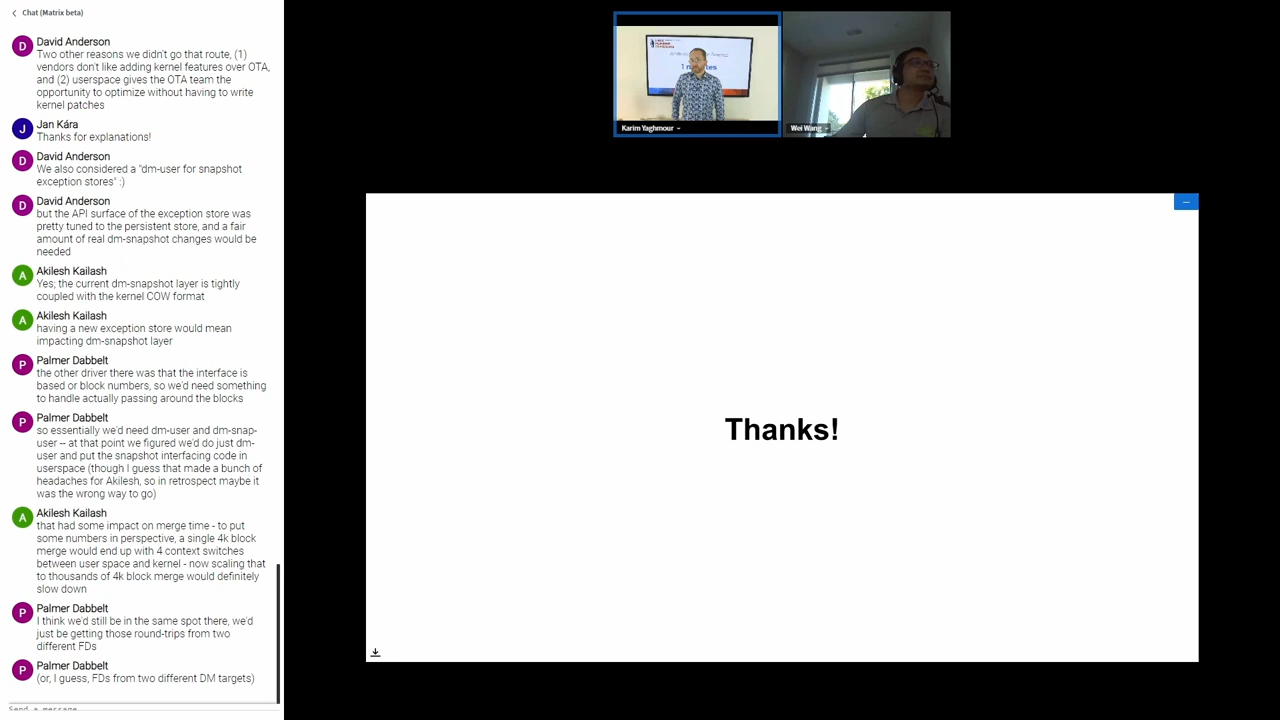 Chat (Matrix beta)
D
David Anderson
Two other reasons we didn't go that route, (1)
vendors don't like adding kernel features over OTA,
and (2) userspace gives the OTA team the
opportunity to optimize without having to write
kernel patches
J
Jan Kára
Thanks for explanations!
D
David Anderson
We also considered a "dm-user for snapshot
exception stores" :)
D
David Anderson
but the API surface of the exception store was
pretty tuned to the persistent store, and a fair
amount of real dm-snapshot changes would be
needed
A
Akilesh Kailash
Yes; the current dm-snapshot layer is tightly
coupled with the kernel COW format
A
Akilesh Kailash
having a new exception store would mean
impacting dm-snapshot layer
P
Palmer Dabbelt
the other driver there was that the interface is
based or block numbers, so we'd need something
to handle actually passing around the blocks
P
Palmer Dabbelt
so essentially we'd need dm-user and dm-snap-
user -- at that point we figured we'd do just dm-
user and put the snapshot interfacing code in
userspace (though I guess that made a bunch of
headaches for Akilesh, so in retrospect maybe it
was the wrong way to go)
A
Akilesh Kailash
that had some impact on merge time - to put
some numbers in perspective, a single 4k block
merge would end up with 4 context switches
between user space and kernel - now scaling that
to thousands of 4k block merge would definitely
slow down
P
Palmer Dabbelt
I think we'd still be in the same spot there, we'd
just be getting those round-trips from two
different FDs
P
Palmer Dabbelt
(or, I guess, FDs from two different DM targets)
Send a message
Karim Yaghmour
Wei Wang
Thanks!